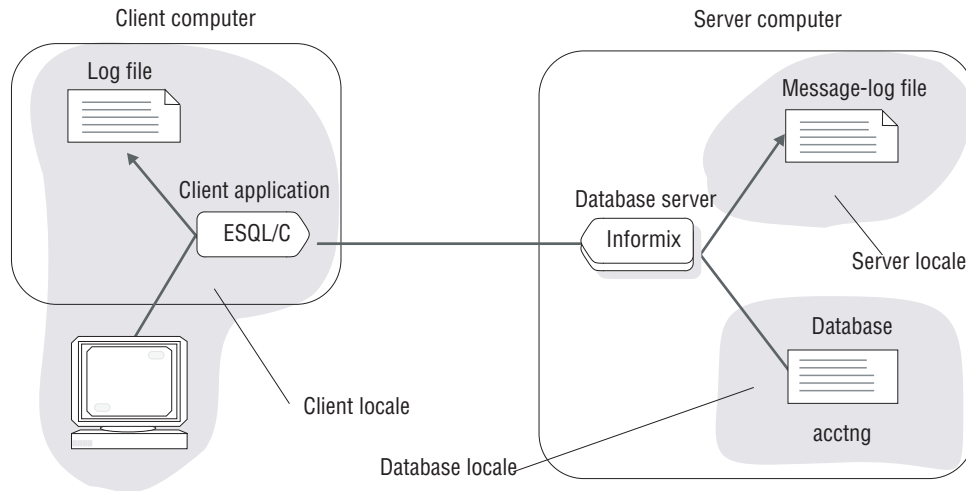 Client computer
Server computer
Log file
Message-log file
Client application
ESQL/C
Database server
Informix
Server locale
Database
Client locale
acctng
Database locale